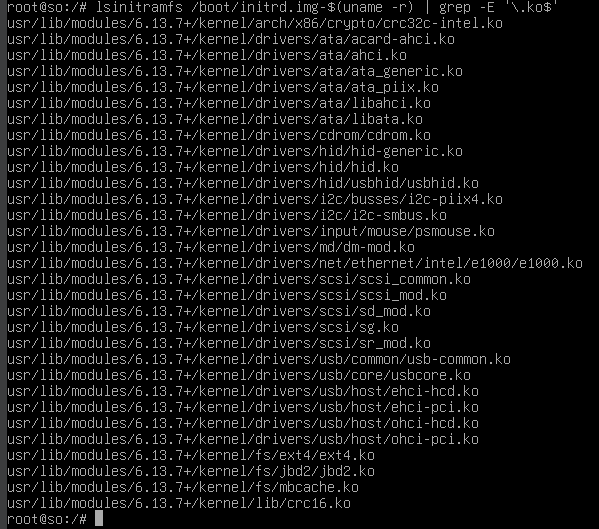 root@so:/# lsinitramfs /boot/initrd.img-$(uname -r) | grep -E '\.ko$'
usr/lib/modules/6.13.7+/kernel/arch/x86/crypto/crc32c-intel.ko
usr/lib/modules/6.13.7+/kernel/drivers/ata/acard-ahci.ko
usr/lib/modules/6.13.7+/kernel/drivers/ata/ahci.ko
usr/lib/modules/6.13.7+/kernel/drivers/ata/ata_generic.ko
usr/lib/modules/6.13.7+/kernel/drivers/ata/ata_piix.ko
usr/lib/modules/6.13.7+/kernel/drivers/ata/libahci.ko
usr/lib/modules/6.13.7+/kernel/drivers/ata/libata.ko
usr/lib/modules/6.13.7+/kernel/drivers/cdrom/cdrom.ko
usr/lib/modules/6.13.7+/kernel/drivers/hid/hid-generic.ko
usr/lib/modules/6.13.7+/kernel/drivers/hid/hid.ko
usr/lib/modules/6.13.7+/kernel/drivers/hid/usbhid/usbhid.ko
usr/lib/modules/6.13.7+/kernel/drivers/i2c/busses/i2c-piix4.ko
usr/lib/modules/6.13.7+/kernel/drivers/i2c/i2c-smbus.ko
usr/lib/modules/6.13.7+/kernel/drivers/input/mouse/psmouse.ko
usr/lib/modules/6.13.7+/kernel/drivers/md/dm-mod.ko
usr/lib/modules/6.13.7+/kernel/drivers/net/ethernet/intel/e1000/e1000.ko
usr/lib/modules/6.13.7+/kernel/drivers/scsi/scsi_common.ko
usr/lib/modules/6.13.7+/kernel/drivers/scsi/scsi_mod.ko
usr/lib/modules/6.13.7+/kernel/drivers/scsi/sd_mod.ko
usr/lib/modules/6.13.7+/kernel/drivers/scsi/sg.ko
usr/lib/modules/6.13.7+/kernel/drivers/scsi/sr_mod.ko
usr/lib/modules/6.13.7+/kernel/drivers/usb/common/usb-common.ko
usr/lib/modules/6.13.7+/kernel/drivers/usb/core/usbcore.ko
usr/lib/modules/6.13.7+/kernel/drivers/usb/host/ehci-hcd.ko
usr/lib/modules/6.13.7+/kernel/drivers/usb/host/ehci-pci.ko
usr/lib/modules/6.13.7+/kernel/drivers/usb/host/ohci-hcd.ko
usr/lib/modules/6.13.7+/kernel/drivers/usb/host/ohci-pci.ko
usr/lib/modules/6.13.7+/kernel/fs/ext4/ext4.ko
usr/lib/modules/6.13.7+/kernel/fs/jbd2/jbd2.ko
usr/lib/modules/6.13.7+/kernel/fs/mbcache.ko
usr/lib/modules/6.13.7+/kernel/lib/crc16.ko
root@so:/#